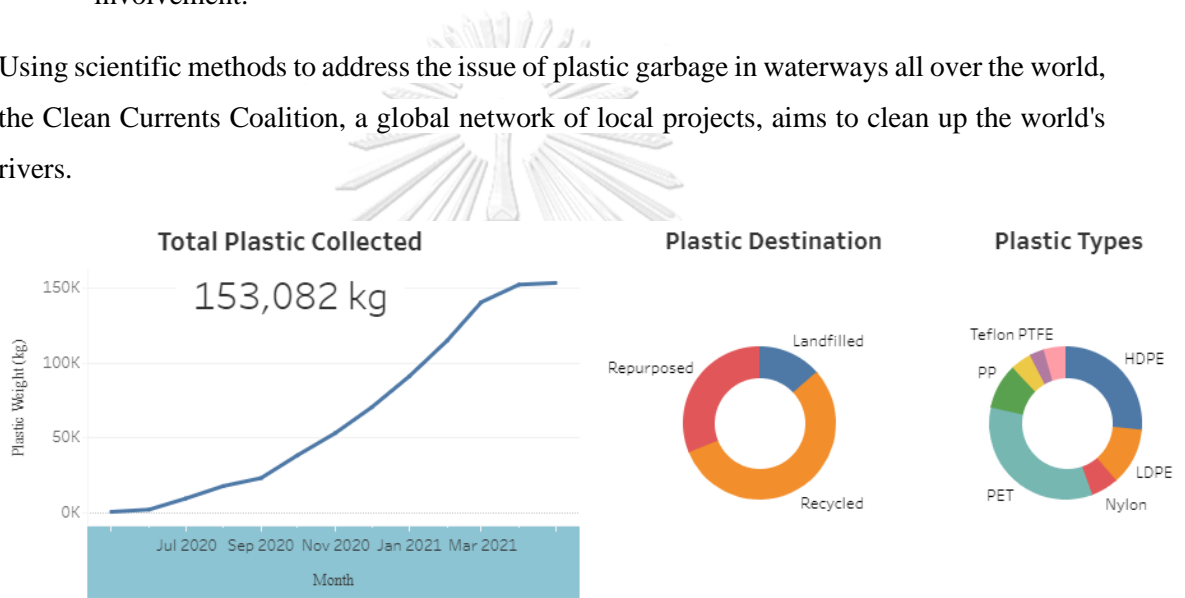 involvement.
Using scientific methods to address the issue of plastic garbage in waterways all over the world,
the Clean Currents Coalition, a global network of local projects, aims to clean up the world's
rivers.
Total Plastic Collected
153,082 kg
Plastic Weight (kg)
150K
100K
50K
0K
Jul 2020 Sep 2020 Nov 2020 Jan 2021 Mar 2021
Month
Plastic Destination
Landfilled
Repurposed
Recycled
Plastic Types
Teflon PTFE
HDPE
PP
LDPE
PET
Nylon